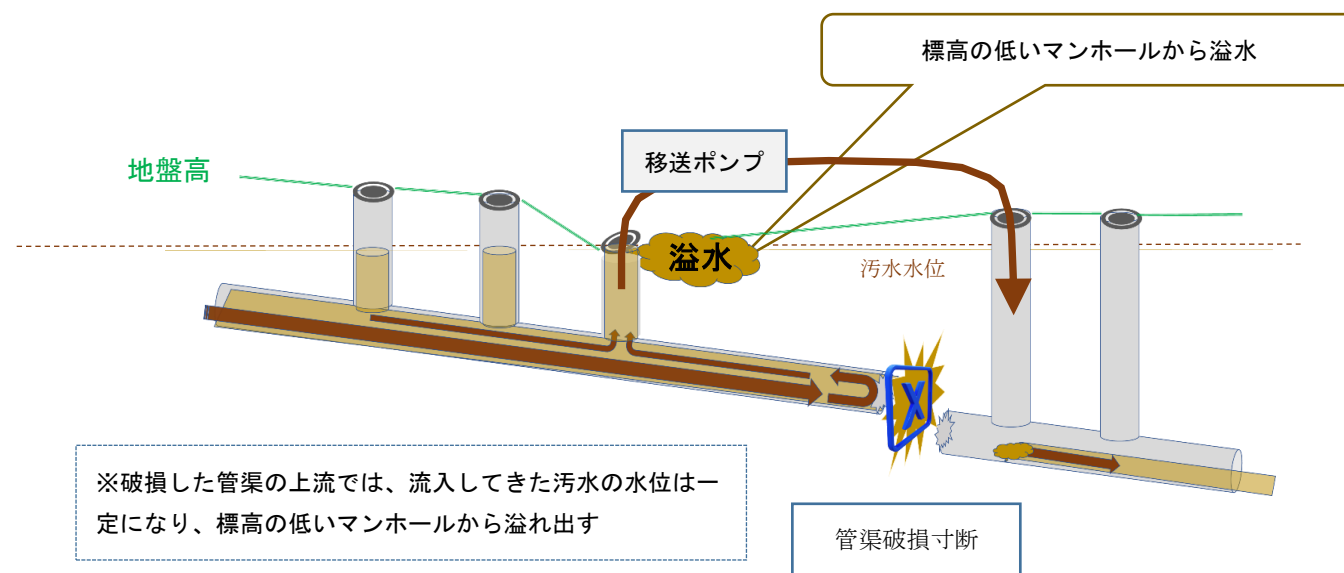 標高の低いマンホールから溢水
移送ポンプ
地盤高
溢水
汚水水位
X
※破損した管渠の上流では、流入してきた汚水の水位は一
定になり、標高の低いマンホールから溢れ出す
管渠破損寸断